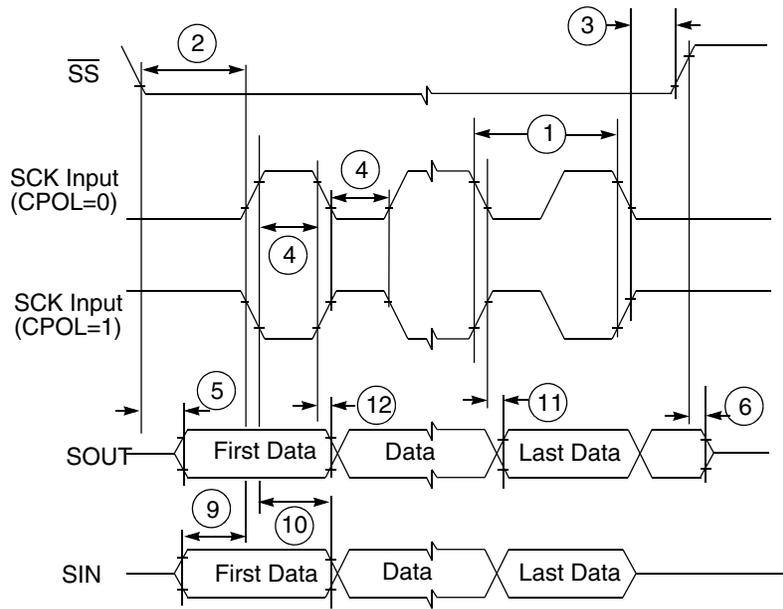 2
3
SS
1
SCK Input
(CPOL=0)
4
4
SCK Input
(CPOL=1)
5
12
11
6
SOUT
First Data
Data
Last Data
9
10
SIN
First Data
Data
Last Data